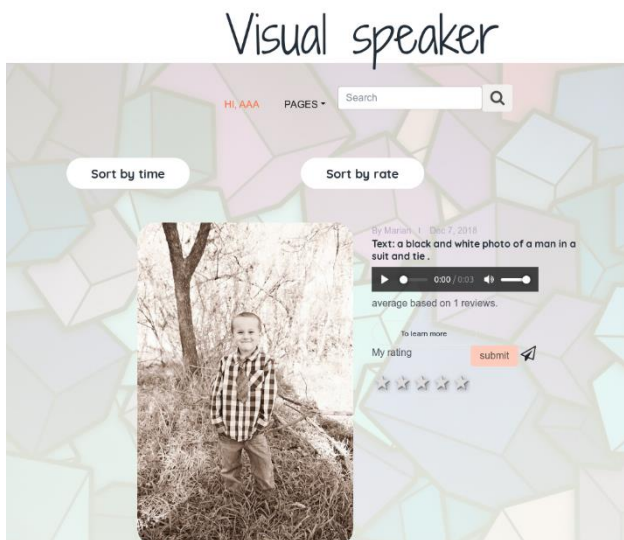 Visual speaker
HI, AAA PAGES Search
Sort by time Sort by rate
By Marian I Dec 7, 2018
Text: a black and white photo of a man in a
suit and tie .
0:00 / 0:03
average based on 1 reviews.
To learn more
My rating submit